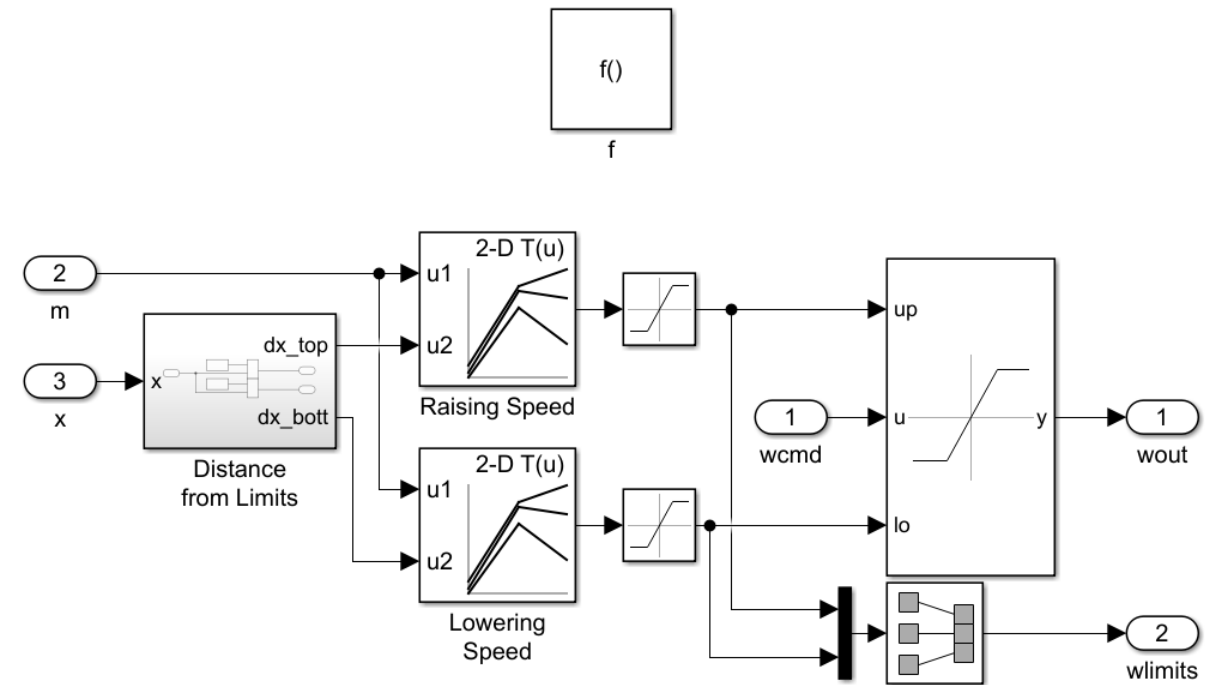 f()
f
2
m
3
x
x
dx_top
dx_bott
Distance
from Limits
2-D T(u)
u1
u2
Raising Speed
2-D T(u)
u1
u2
Lowering
Speed
1
wcmd
up
u
y
lo
1
wout
2
wlimits